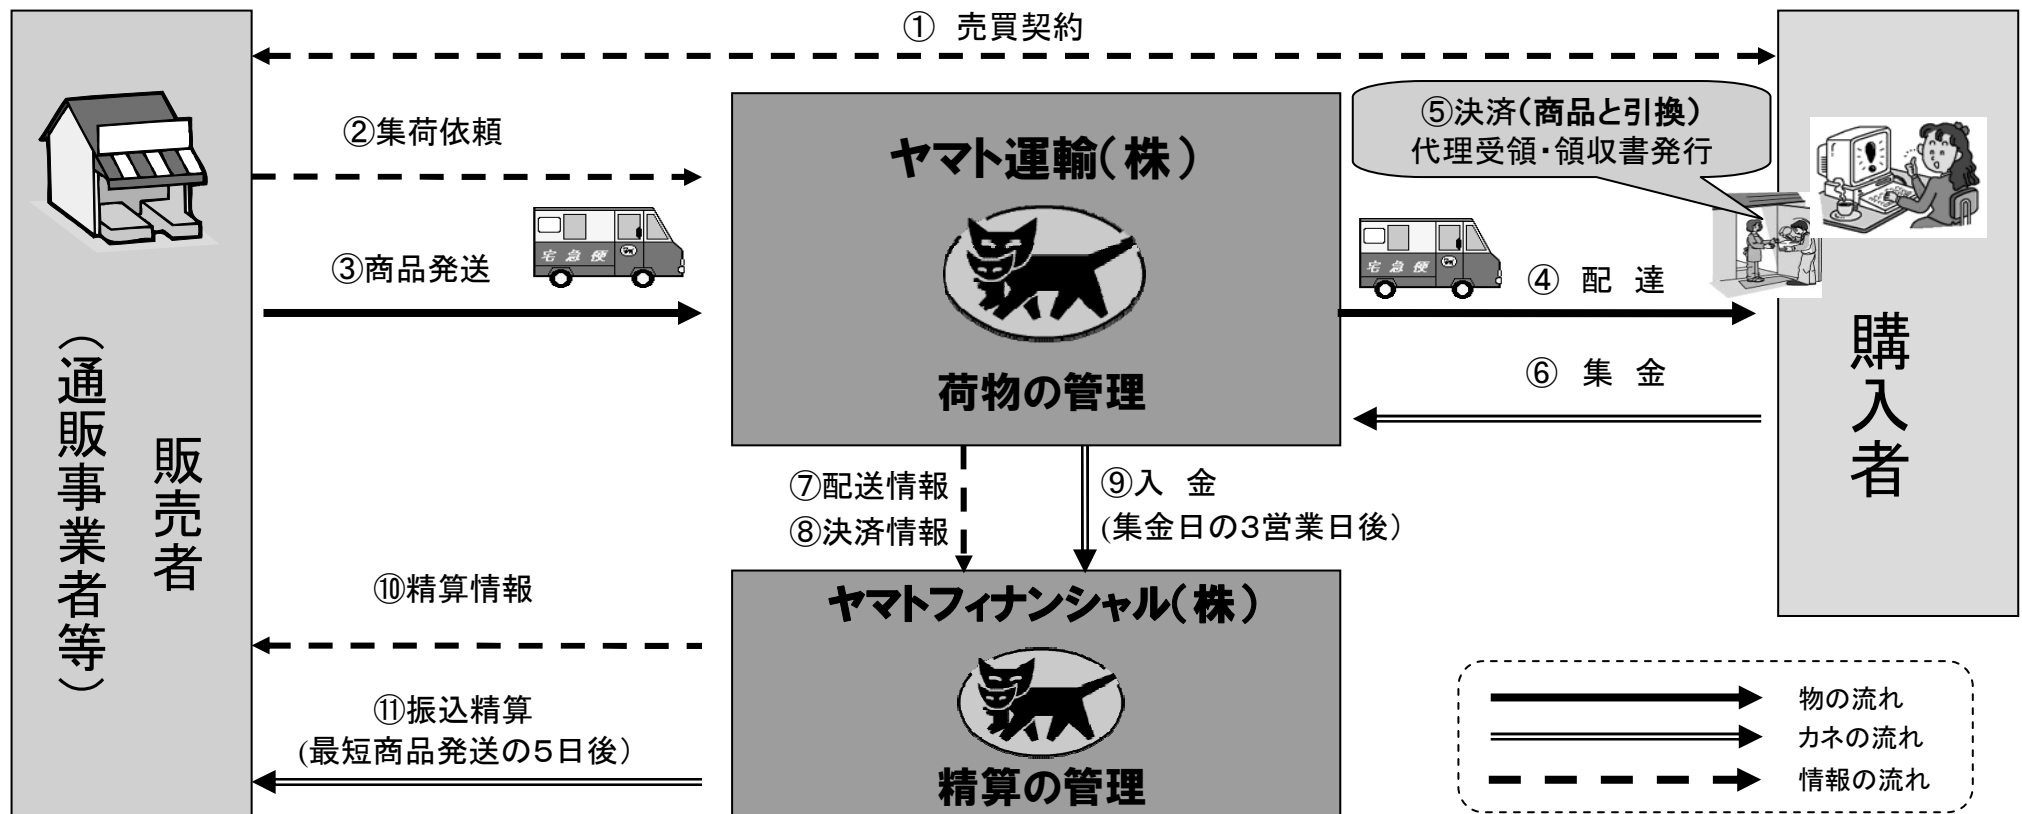 ① 売買契約
②集荷依頼
③商品発送
宅急便
販売者
(通販事業者等)
ヤマト運輸(株)
荷物の管理
⑤決済(商品と引換)
代理受領・領収書発行
宅急便
④ 配 達
⑥ 集 金
購入者
⑦配送情報
⑧決済情報
⑨入 金
(集金日の3営業日後)
⑩精算情報
⑪振込精算
(最短商品発送の5日後)
ヤマトフィナンシャル(株)
精算の管理
物の流れ
カネの流れ
情報の流れ